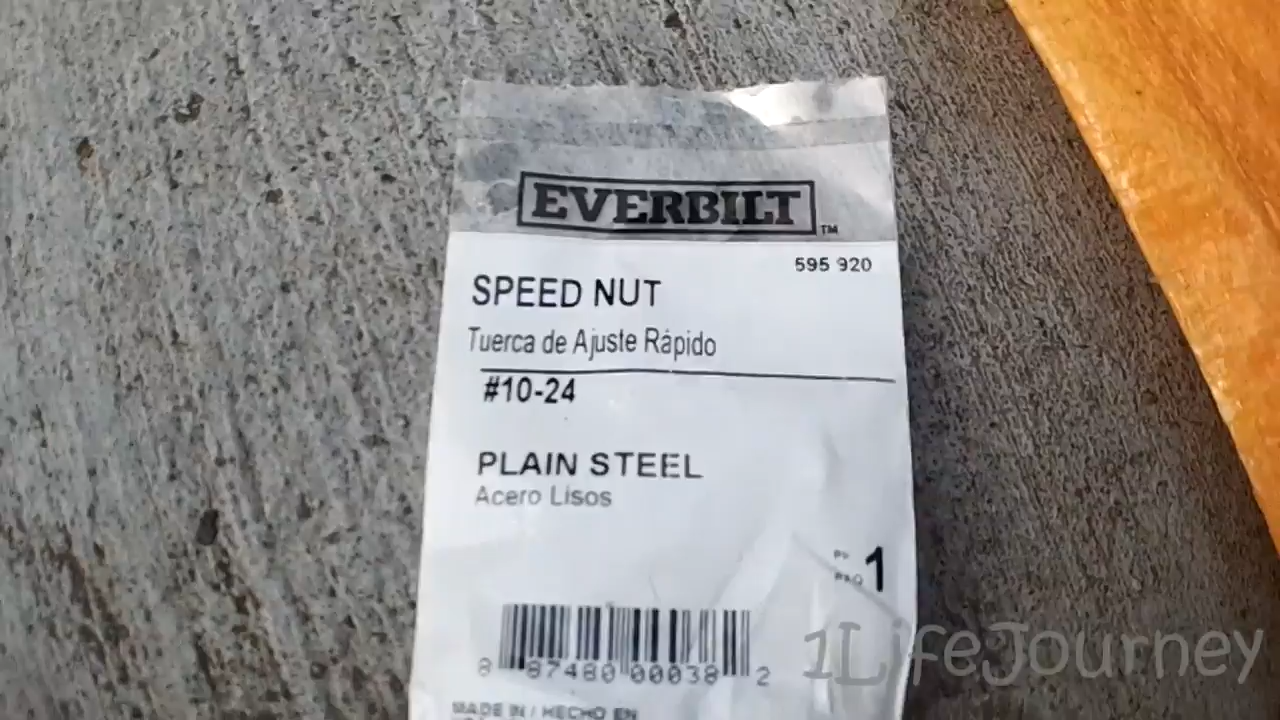 EVERBILT™
595 920
SPEED NUT
Tuerca de Ajuste Rápido
#10-24
PLAIN STEEL
Acero Lisos
1
8 87480 00038 2
MADE IN / HECHO EN
1LifeJourney